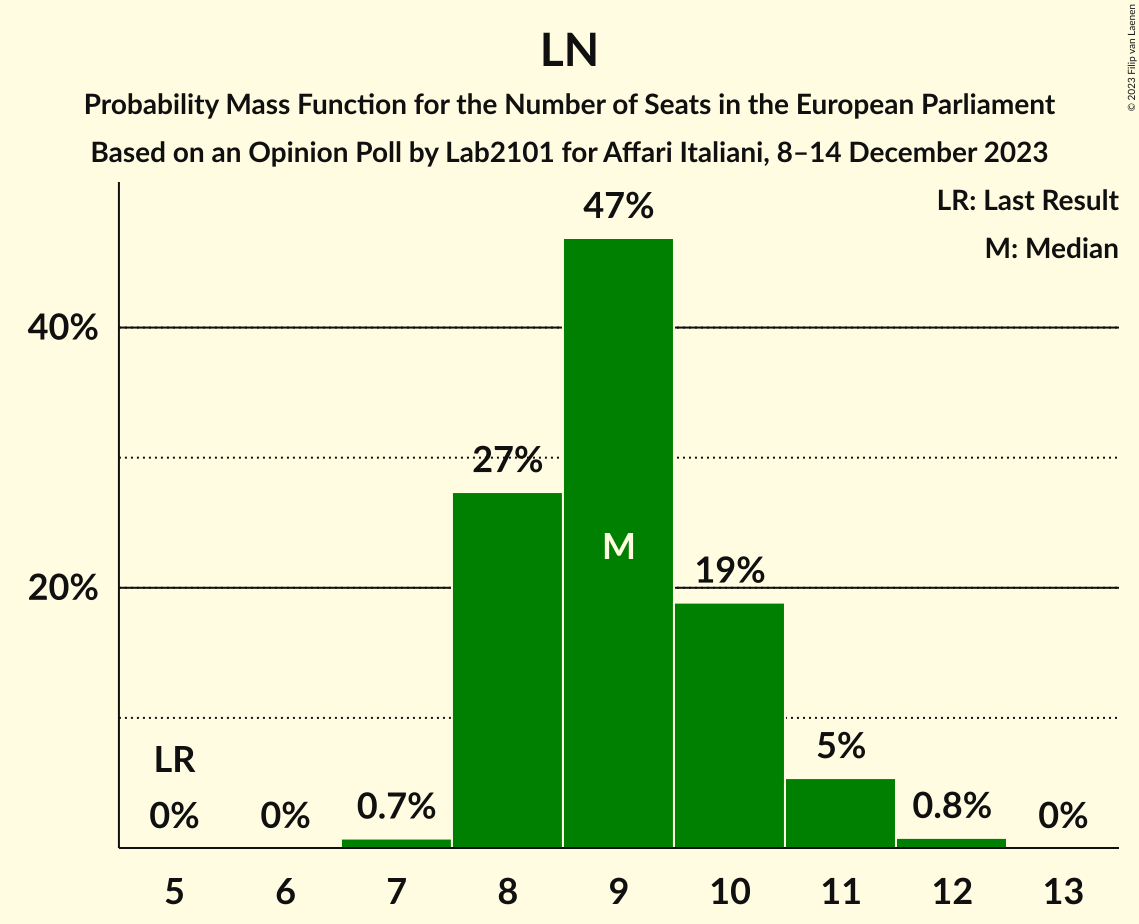 LN
Probability Mass Function for the Number of Seats in the European Parliament
Based on an Opinion Poll by Lab2101 for Affari Italiani, 8–14 December 2023
© 2023 Filip van Laenen
LR: Last Result
M: Median
47%
40%
27%
M
19%
20%
5%
LR
0%
0%
0.7%
0.8%
0%
5 6 7 8 9 10 11 12 13